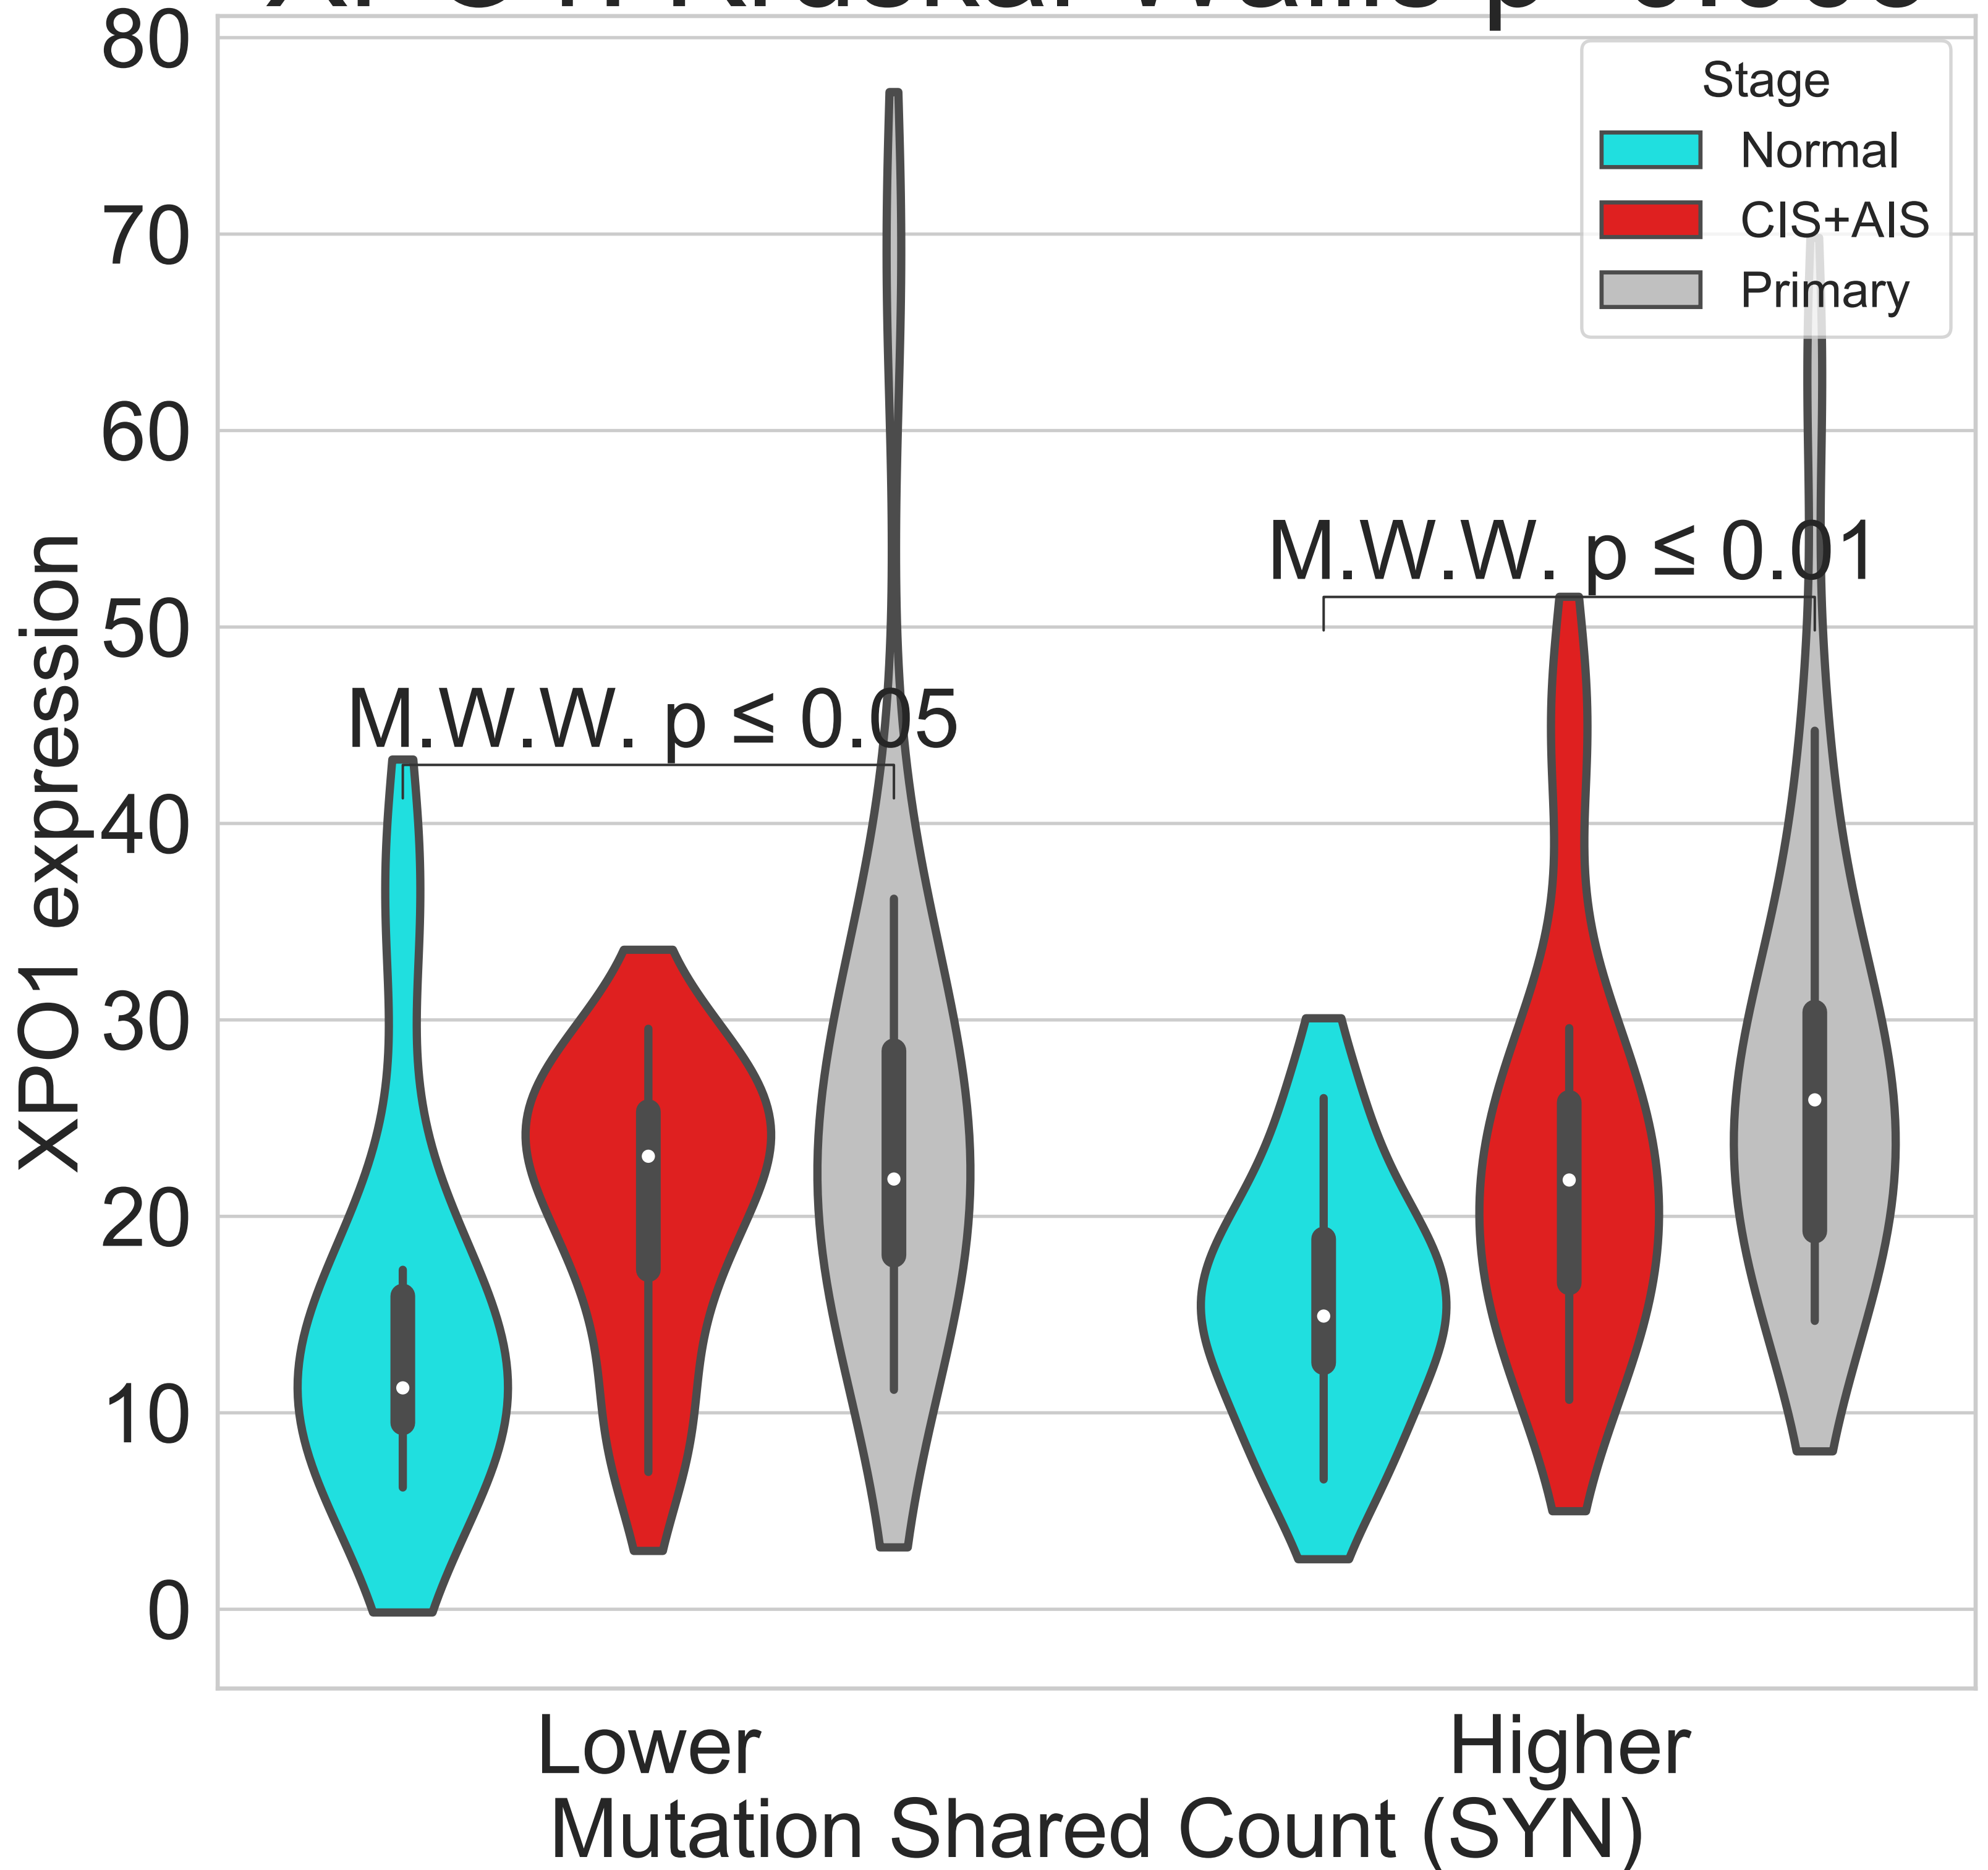 80
70
60
50
40
30
20
10
0
XPO1 expression
Stage
Normal
CIS+AIS
Primary
M.W.W. p ≤ 0.01
M.W.W. p ≤ 0.05
Lower
Higher
Mutation Shared Count (SYN)